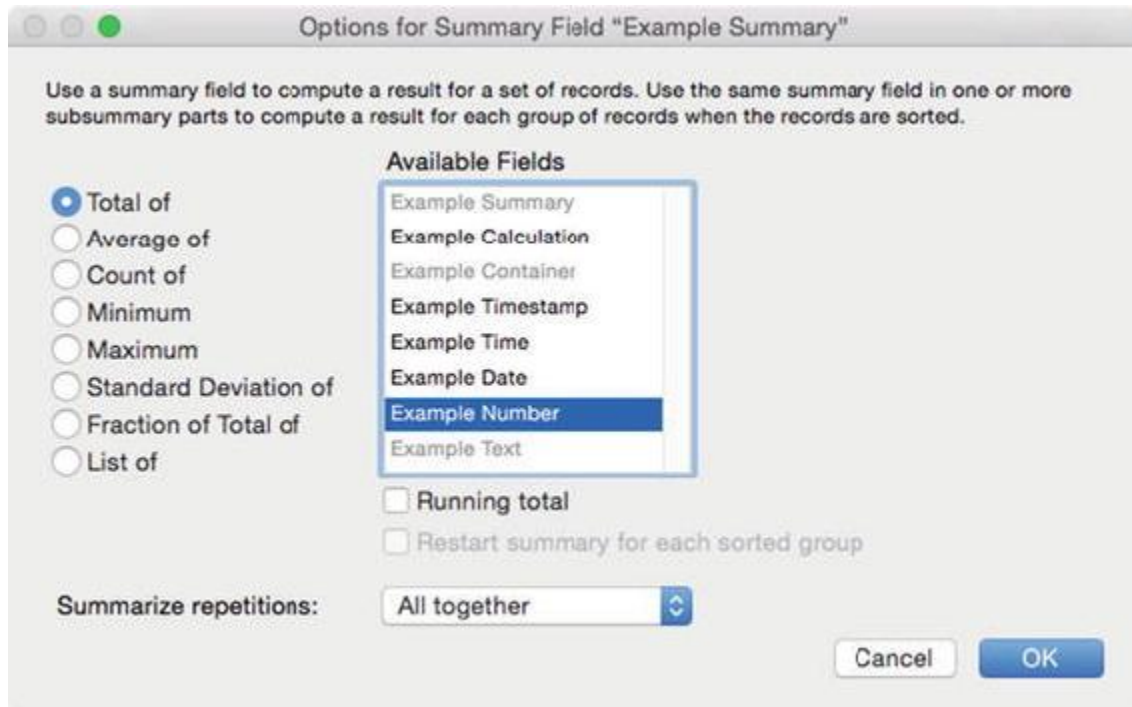 Options for Summary Field “Example Summary”
Use a summary field to compute a result for a set of records. Use the same summary field in one or more
subsummary parts to compute a result for each group of records when the records are sorted.
Available Fields
Total of
Average of
Count of
Minimum
Maximum
Standard Deviation of
Fraction of Total of
List of
Example Summary
Example Calculation
Example Container
Example Timestamp
Example Time
Example Date
Example Number
Example Text
Running total
Restart summary for each sorted group
Summarize repetitions: All together
Cancel OK